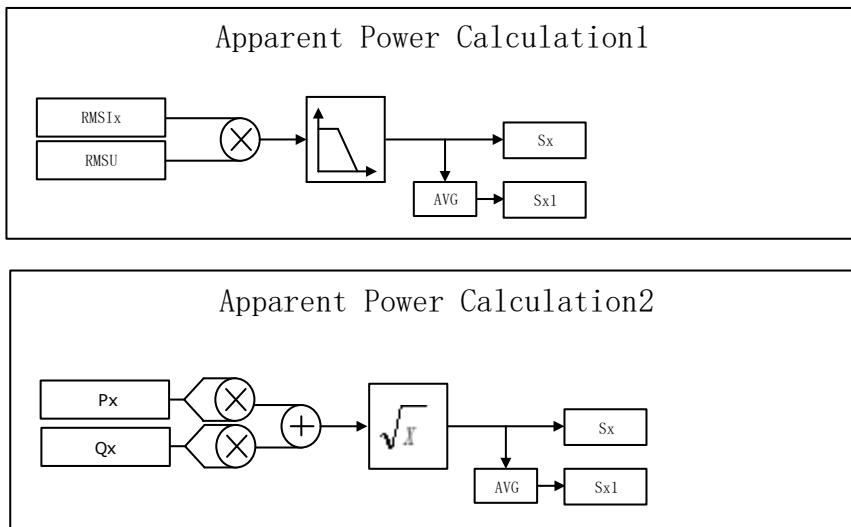 Apparent Power Calculation1
RMSIx
RMSU
Sx
AVG
Sx1
Apparent Power Calculation2
Px
Qx
√X
Sx
AVG
Sx1